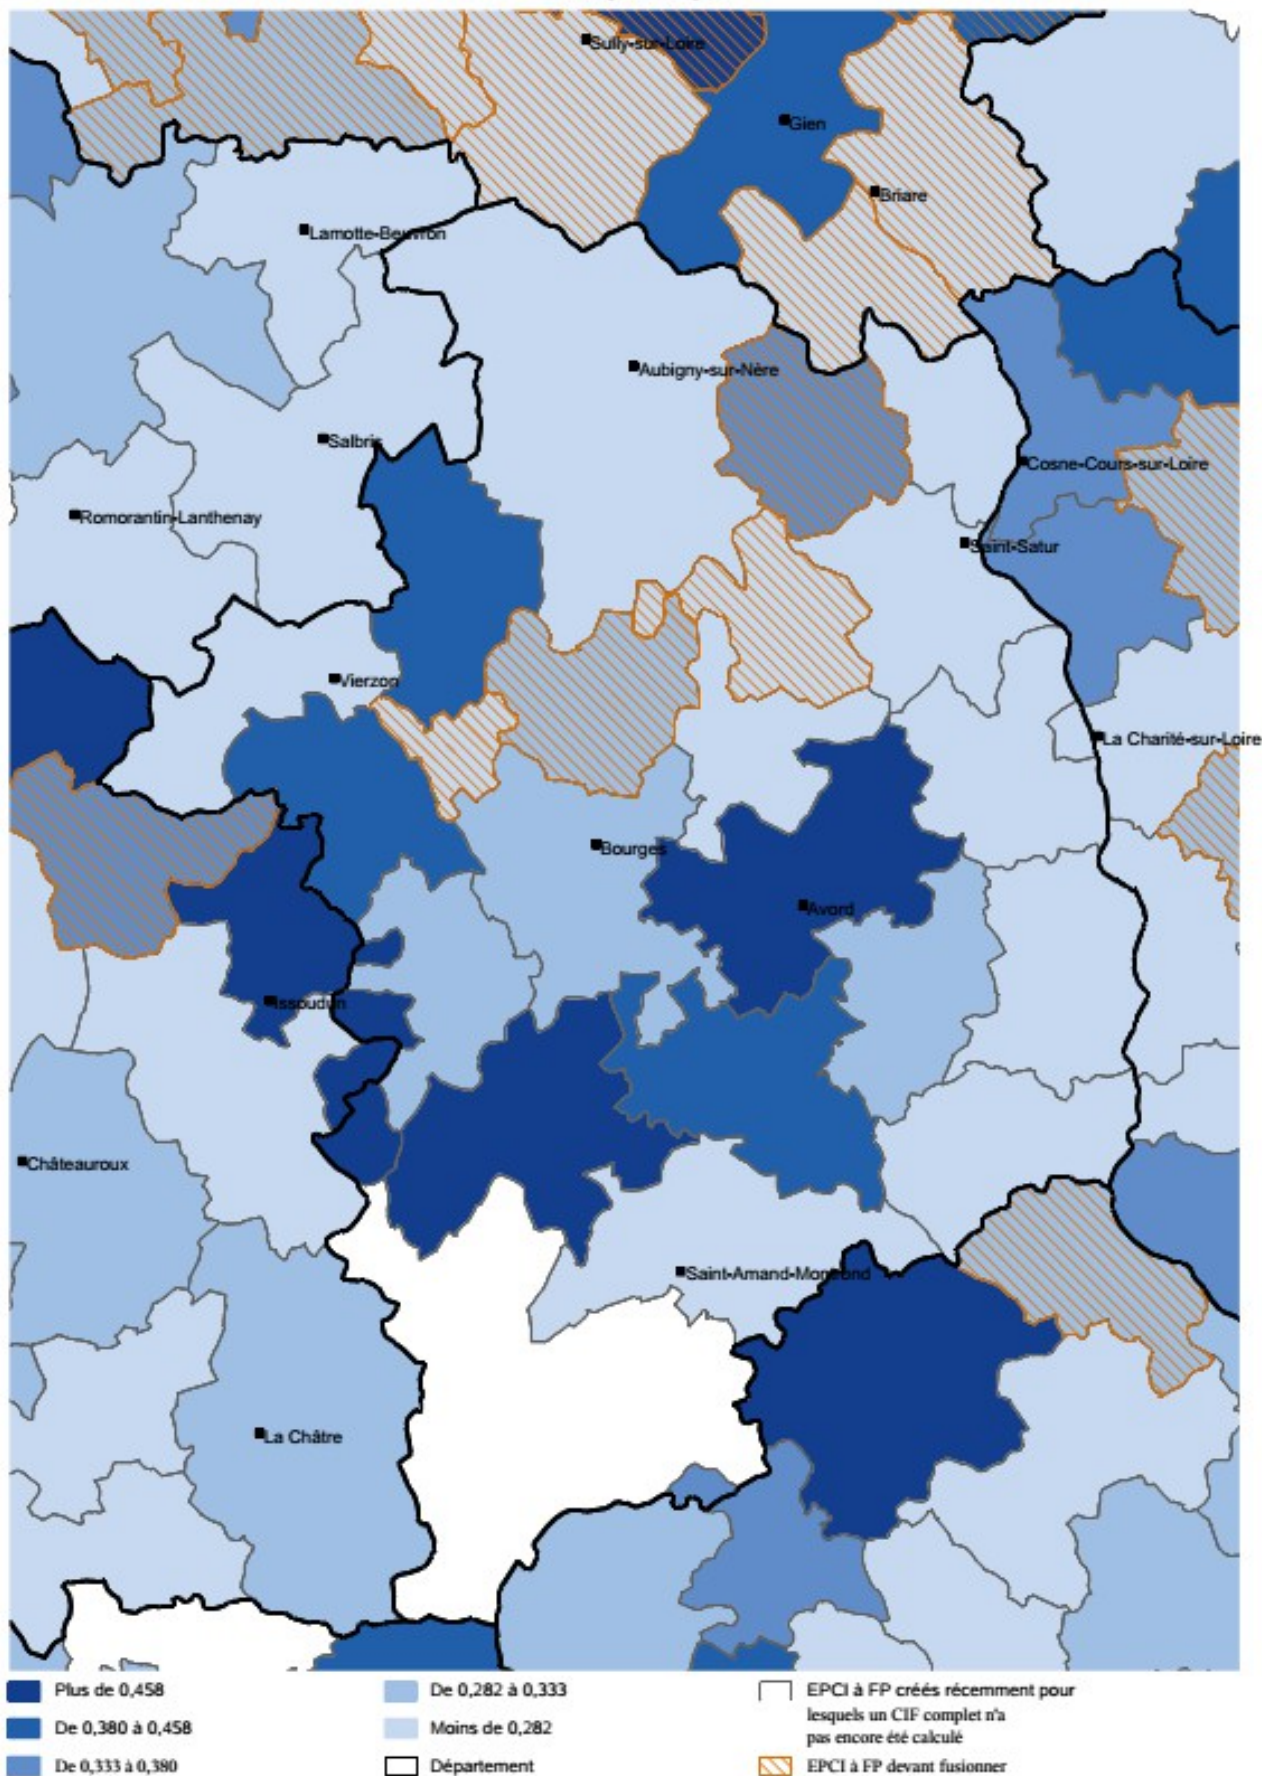 Sully-sur-Loire
Gien
Briare
Lamotte-Beuvron
Aubigny-sur-Nère
Salbris
Cosne-Cours-sur-Loire
Romorantin-Lanthenay
Saint-Satur
Vierzon
La Charité-sur-Loire
Bourges
Avord
Issoudun
Châteauroux
Saint-Amand-Montrond
La Châtre
Plus de 0,458
De 0,380 à 0,458
De 0,333 à 0,380
De 0,282 à 0,333
Moins de 0,282
Département
EPCI à FP créés récemment pour
lesquels un CIF complet n'a
pas encore été calculé
EPCI à FP devant fusionner